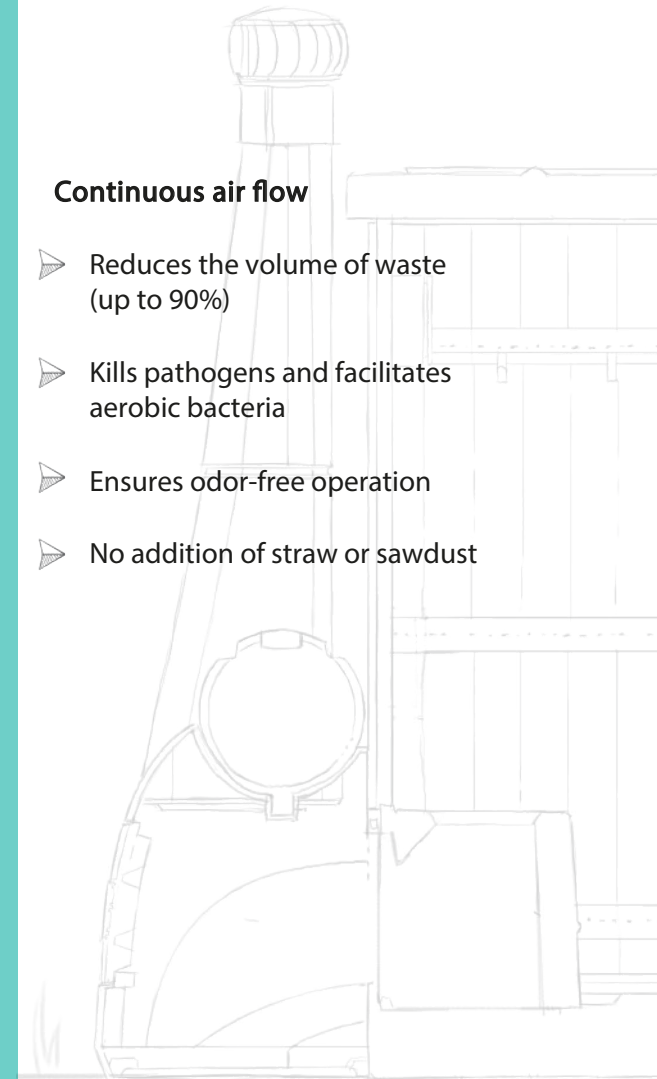 Continuous air flow
Reduces the volume of waste
(up to 90%)
Kills pathogens and facilitates
aerobic bacteria
Ensures odor-free operation
No addition of straw or sawdust